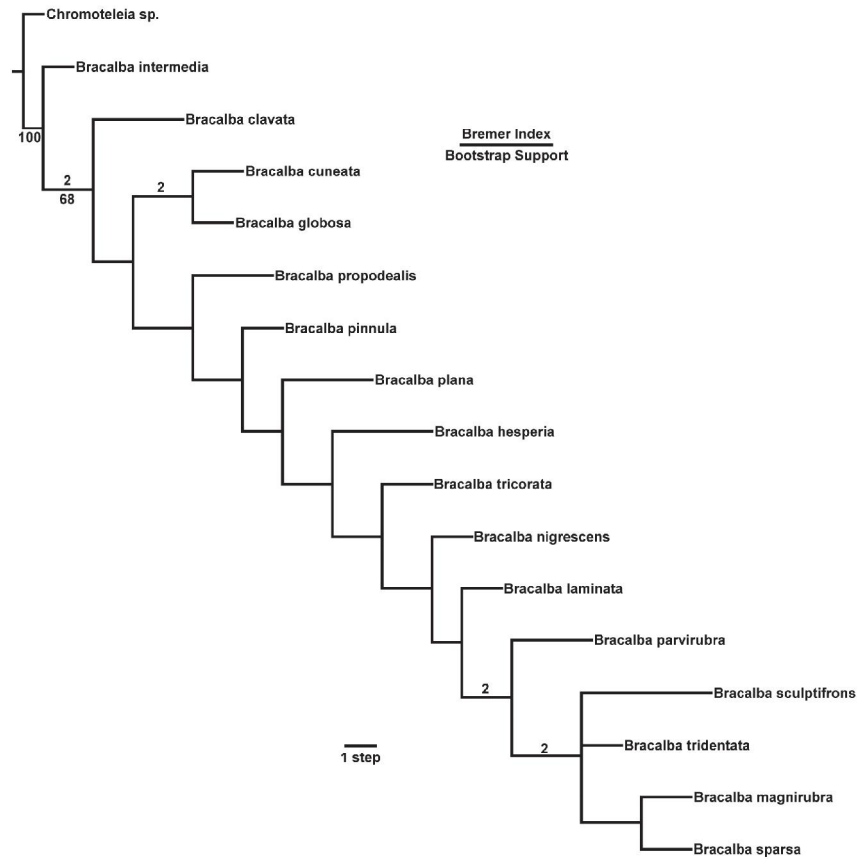 Chromoteleia sp.
Bracalba intermedia
Bracalba clavata
100
Bremer Index
Bootstrap Support
Bracalba cuneata
2
68
2
Bracalba globosa
Bracalba propodealis
Bracalba pinnula
Bracalba plana
Bracalba hesperia
Bracalba tricorata
Bracalba nigrescens
Bracalba laminata
Bracalba parvirubra
2
Bracalba sculptifrons
2
Bracalba tridentata
1 step
Bracalba magnirubra
Bracalba sparsa